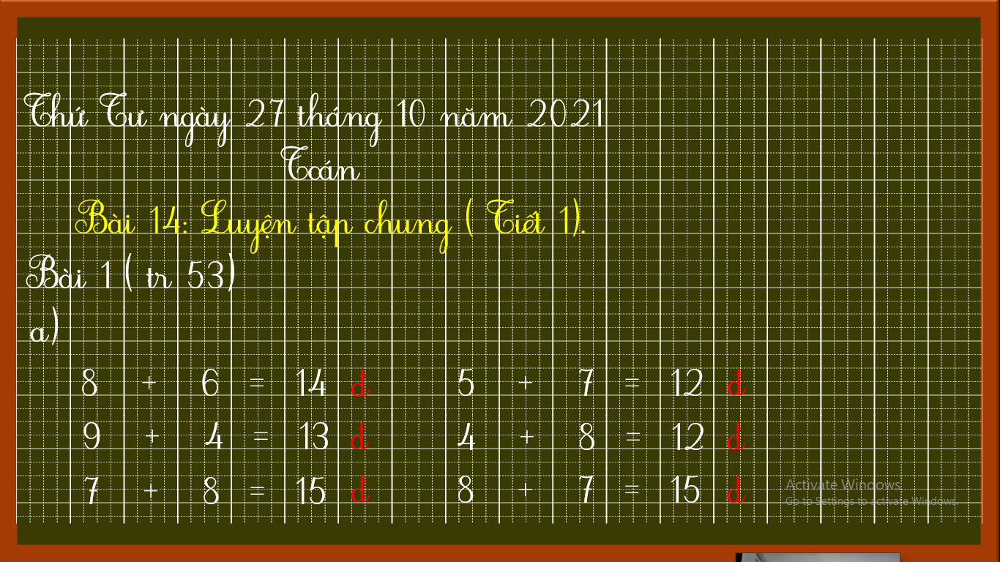 Thứ Tư ngày 27 tháng 10 năm 2021
Toán
Bài 14: Luyện tập chung ( Tiết 1).
Bài 1 ( tr 53)
a)
8 + 6 = 14 đ 5 + 7 = 12 đ
9 + 4 = 13 đ 4 + 8 = 12 đ
7 + 8 = 15 đ 8 + 7 = 15 đ
Activate Windows
Go to Settings to activate Windows.